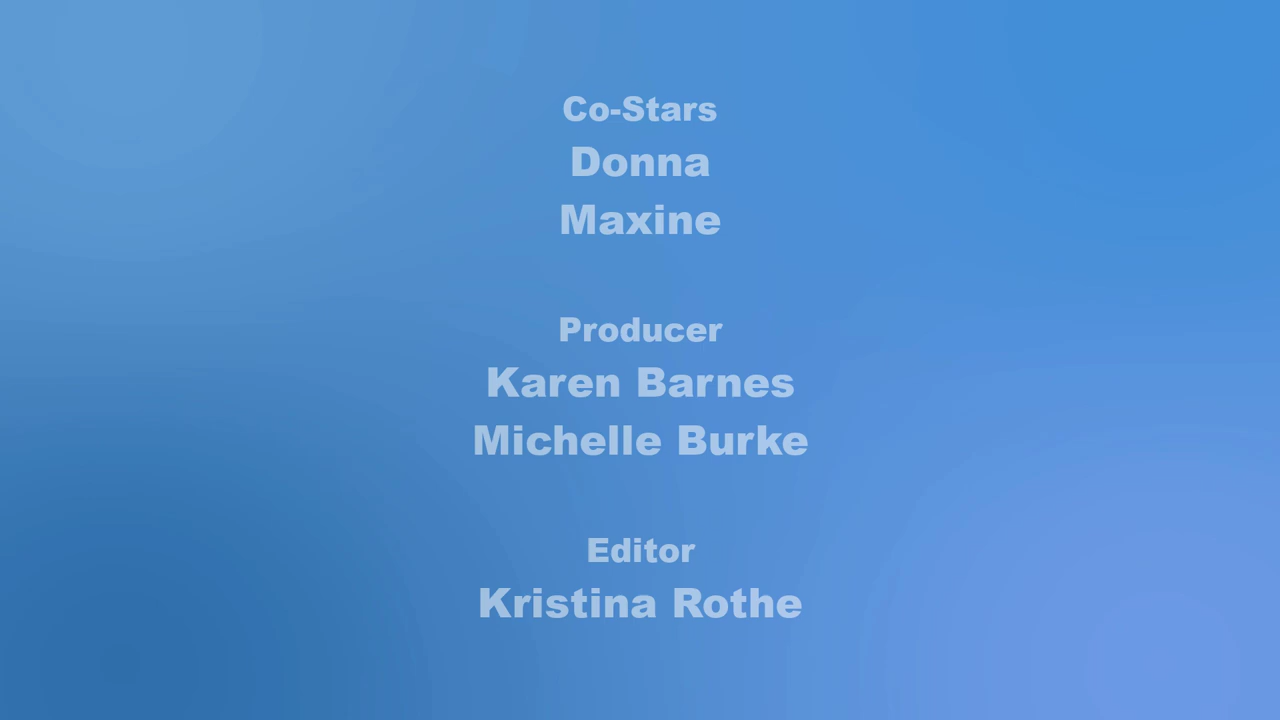 Co-Stars
Donna
Maxine
Producer
Karen Barnes
Michelle Burke
Editor
Kristina Rothe